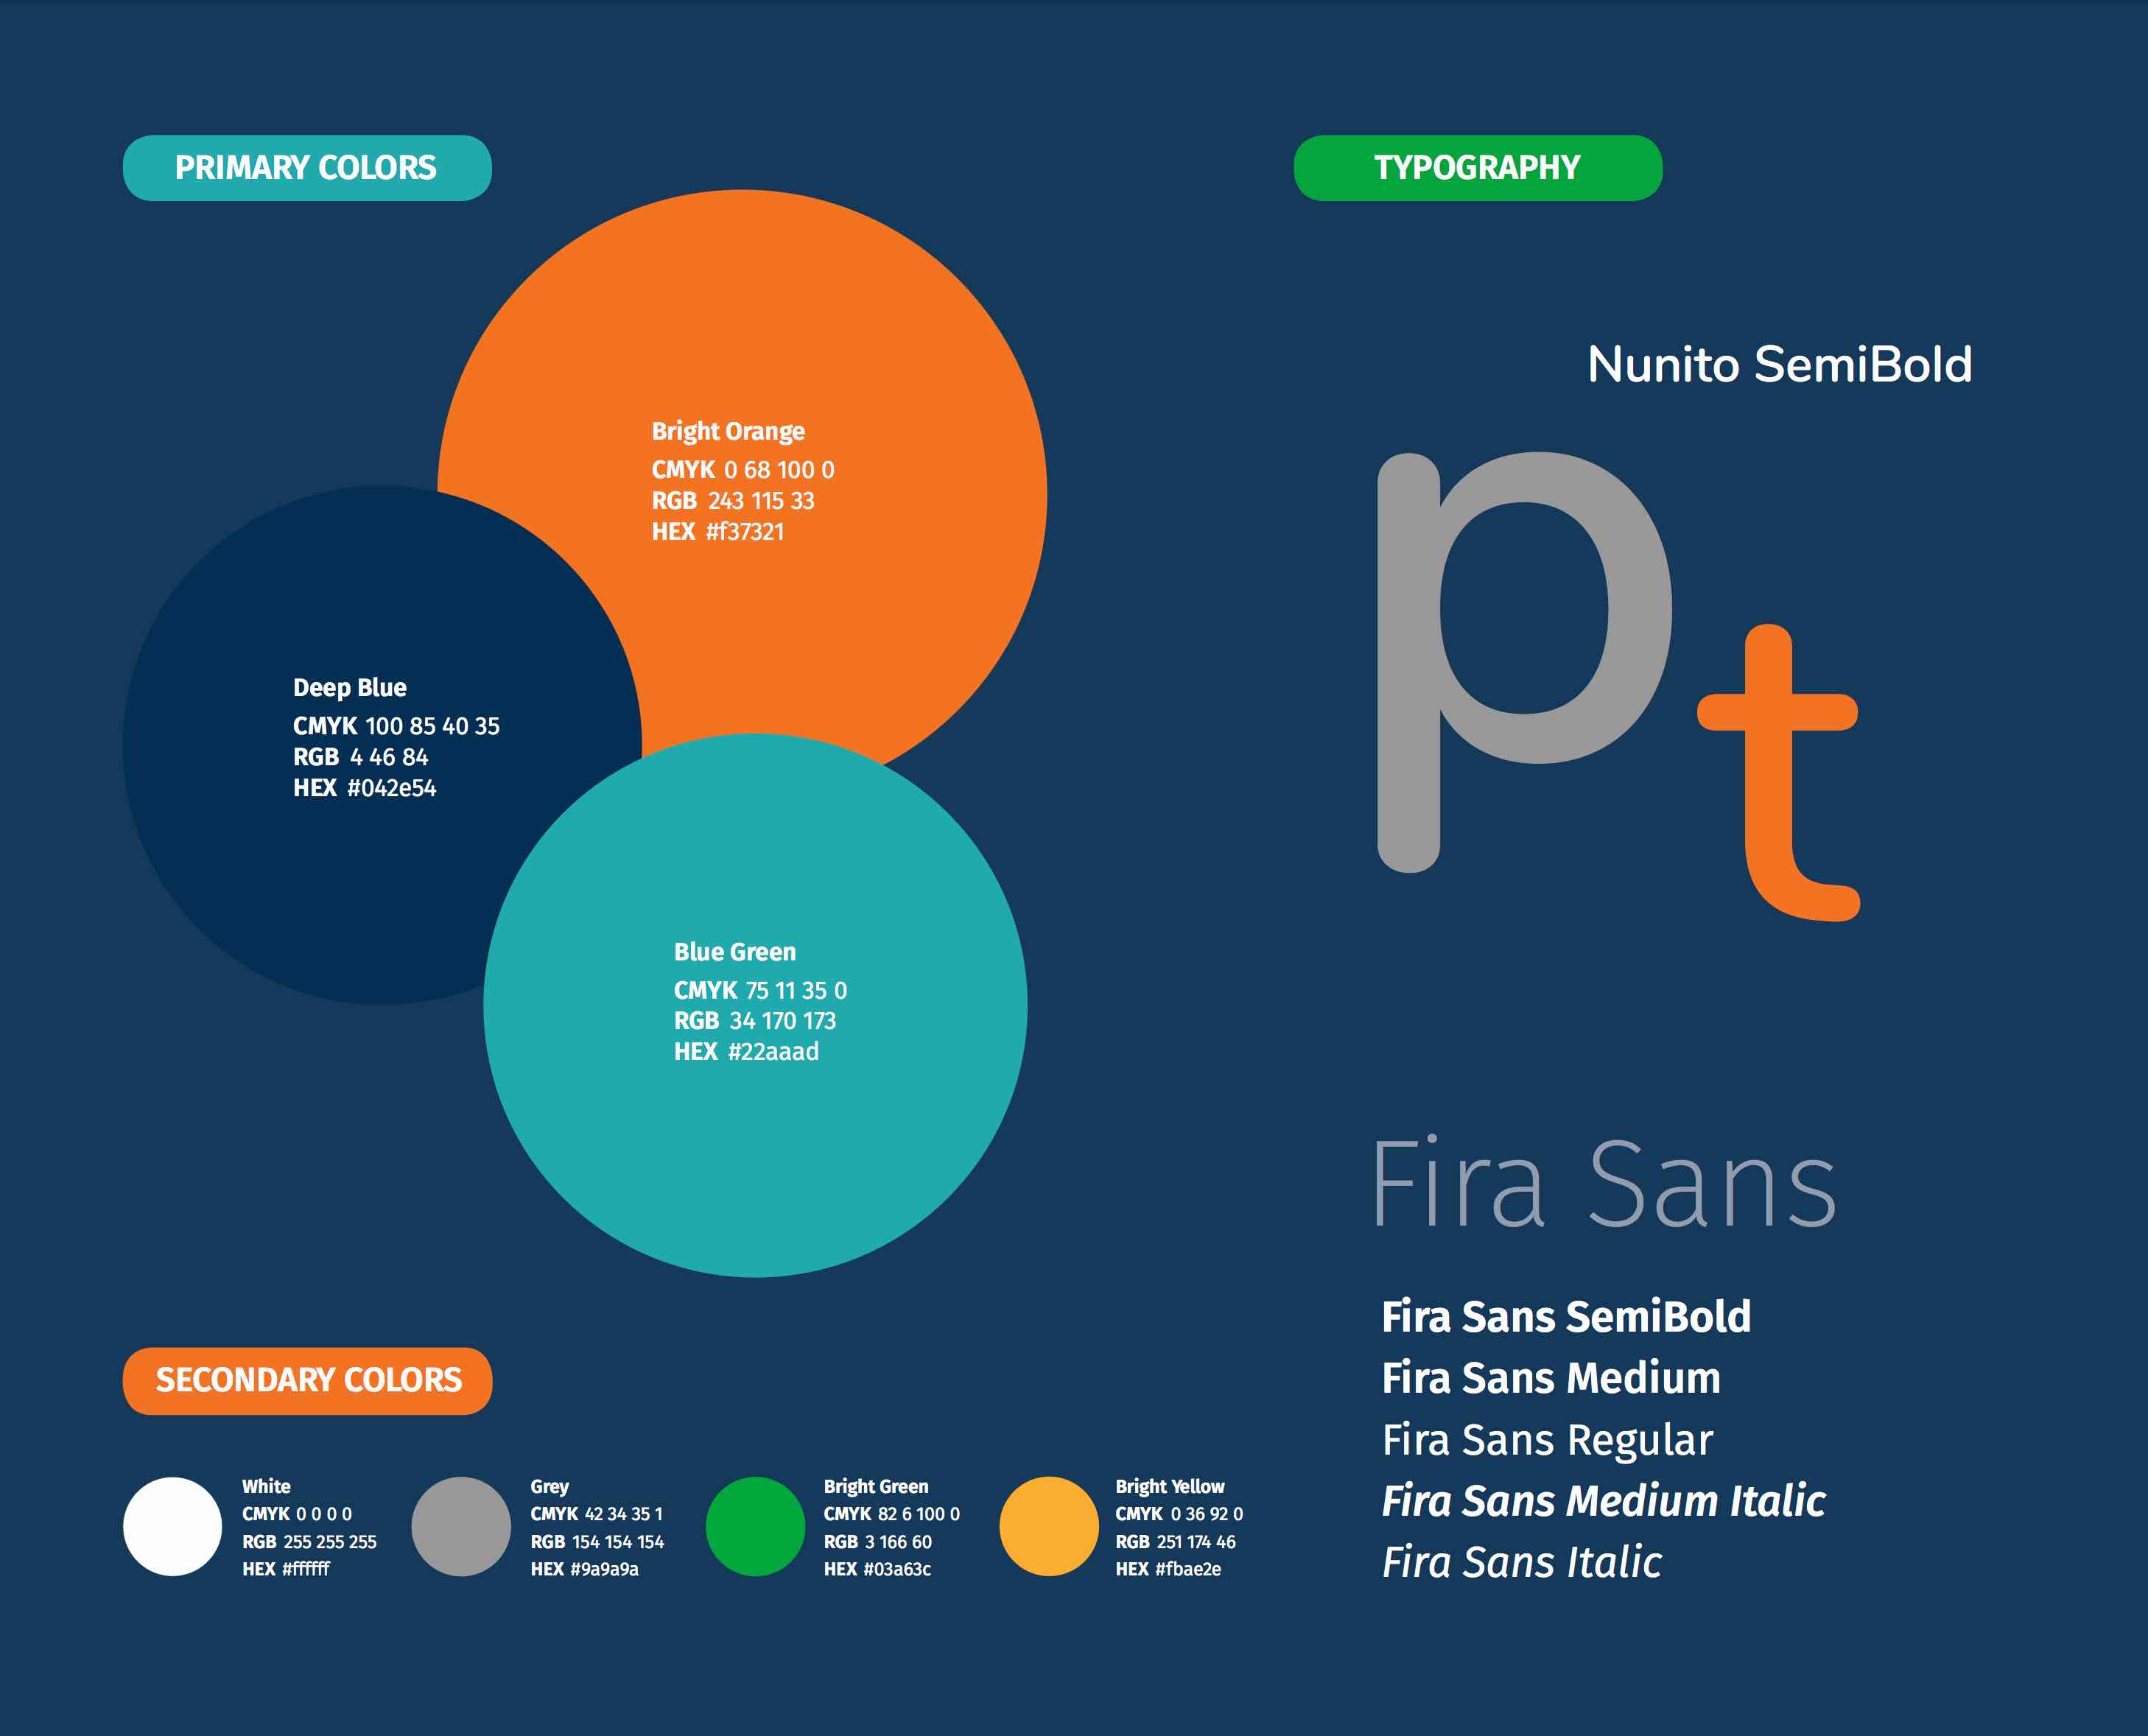 PRIMARY COLORS
Bright Orange
CMYK 0 68 100 0
RGB 243 115 33
HEX #f37321
Deep Blue
CMYK 100 85 40 35
RGB 4 46 84
HEX #042e54
Blue Green
CMYK 75 11 35 0
RGB 34 170 173
HEX #22aaad
SECONDARY COLORS
White
CMYK 0 0 0 0
RGB 255 255 255
HEX #ffffff
Grey
CMYK 42 34 35 1
RGB 154 154 154
HEX #9a9a9a
Bright Green
CMYK 82 6 100 0
RGB 3 166 60
HEX #03a63c
Bright Yellow
CMYK 0 36 92 0
RGB 251 174 46
HEX #fbae2e
TYPOGRAPHY
Nunito SemiBold
pt
Fira Sans
Fira Sans SemiBold
Fira Sans Medium
Fira Sans Regular
Fira Sans Medium Italic
Fira Sans Italic